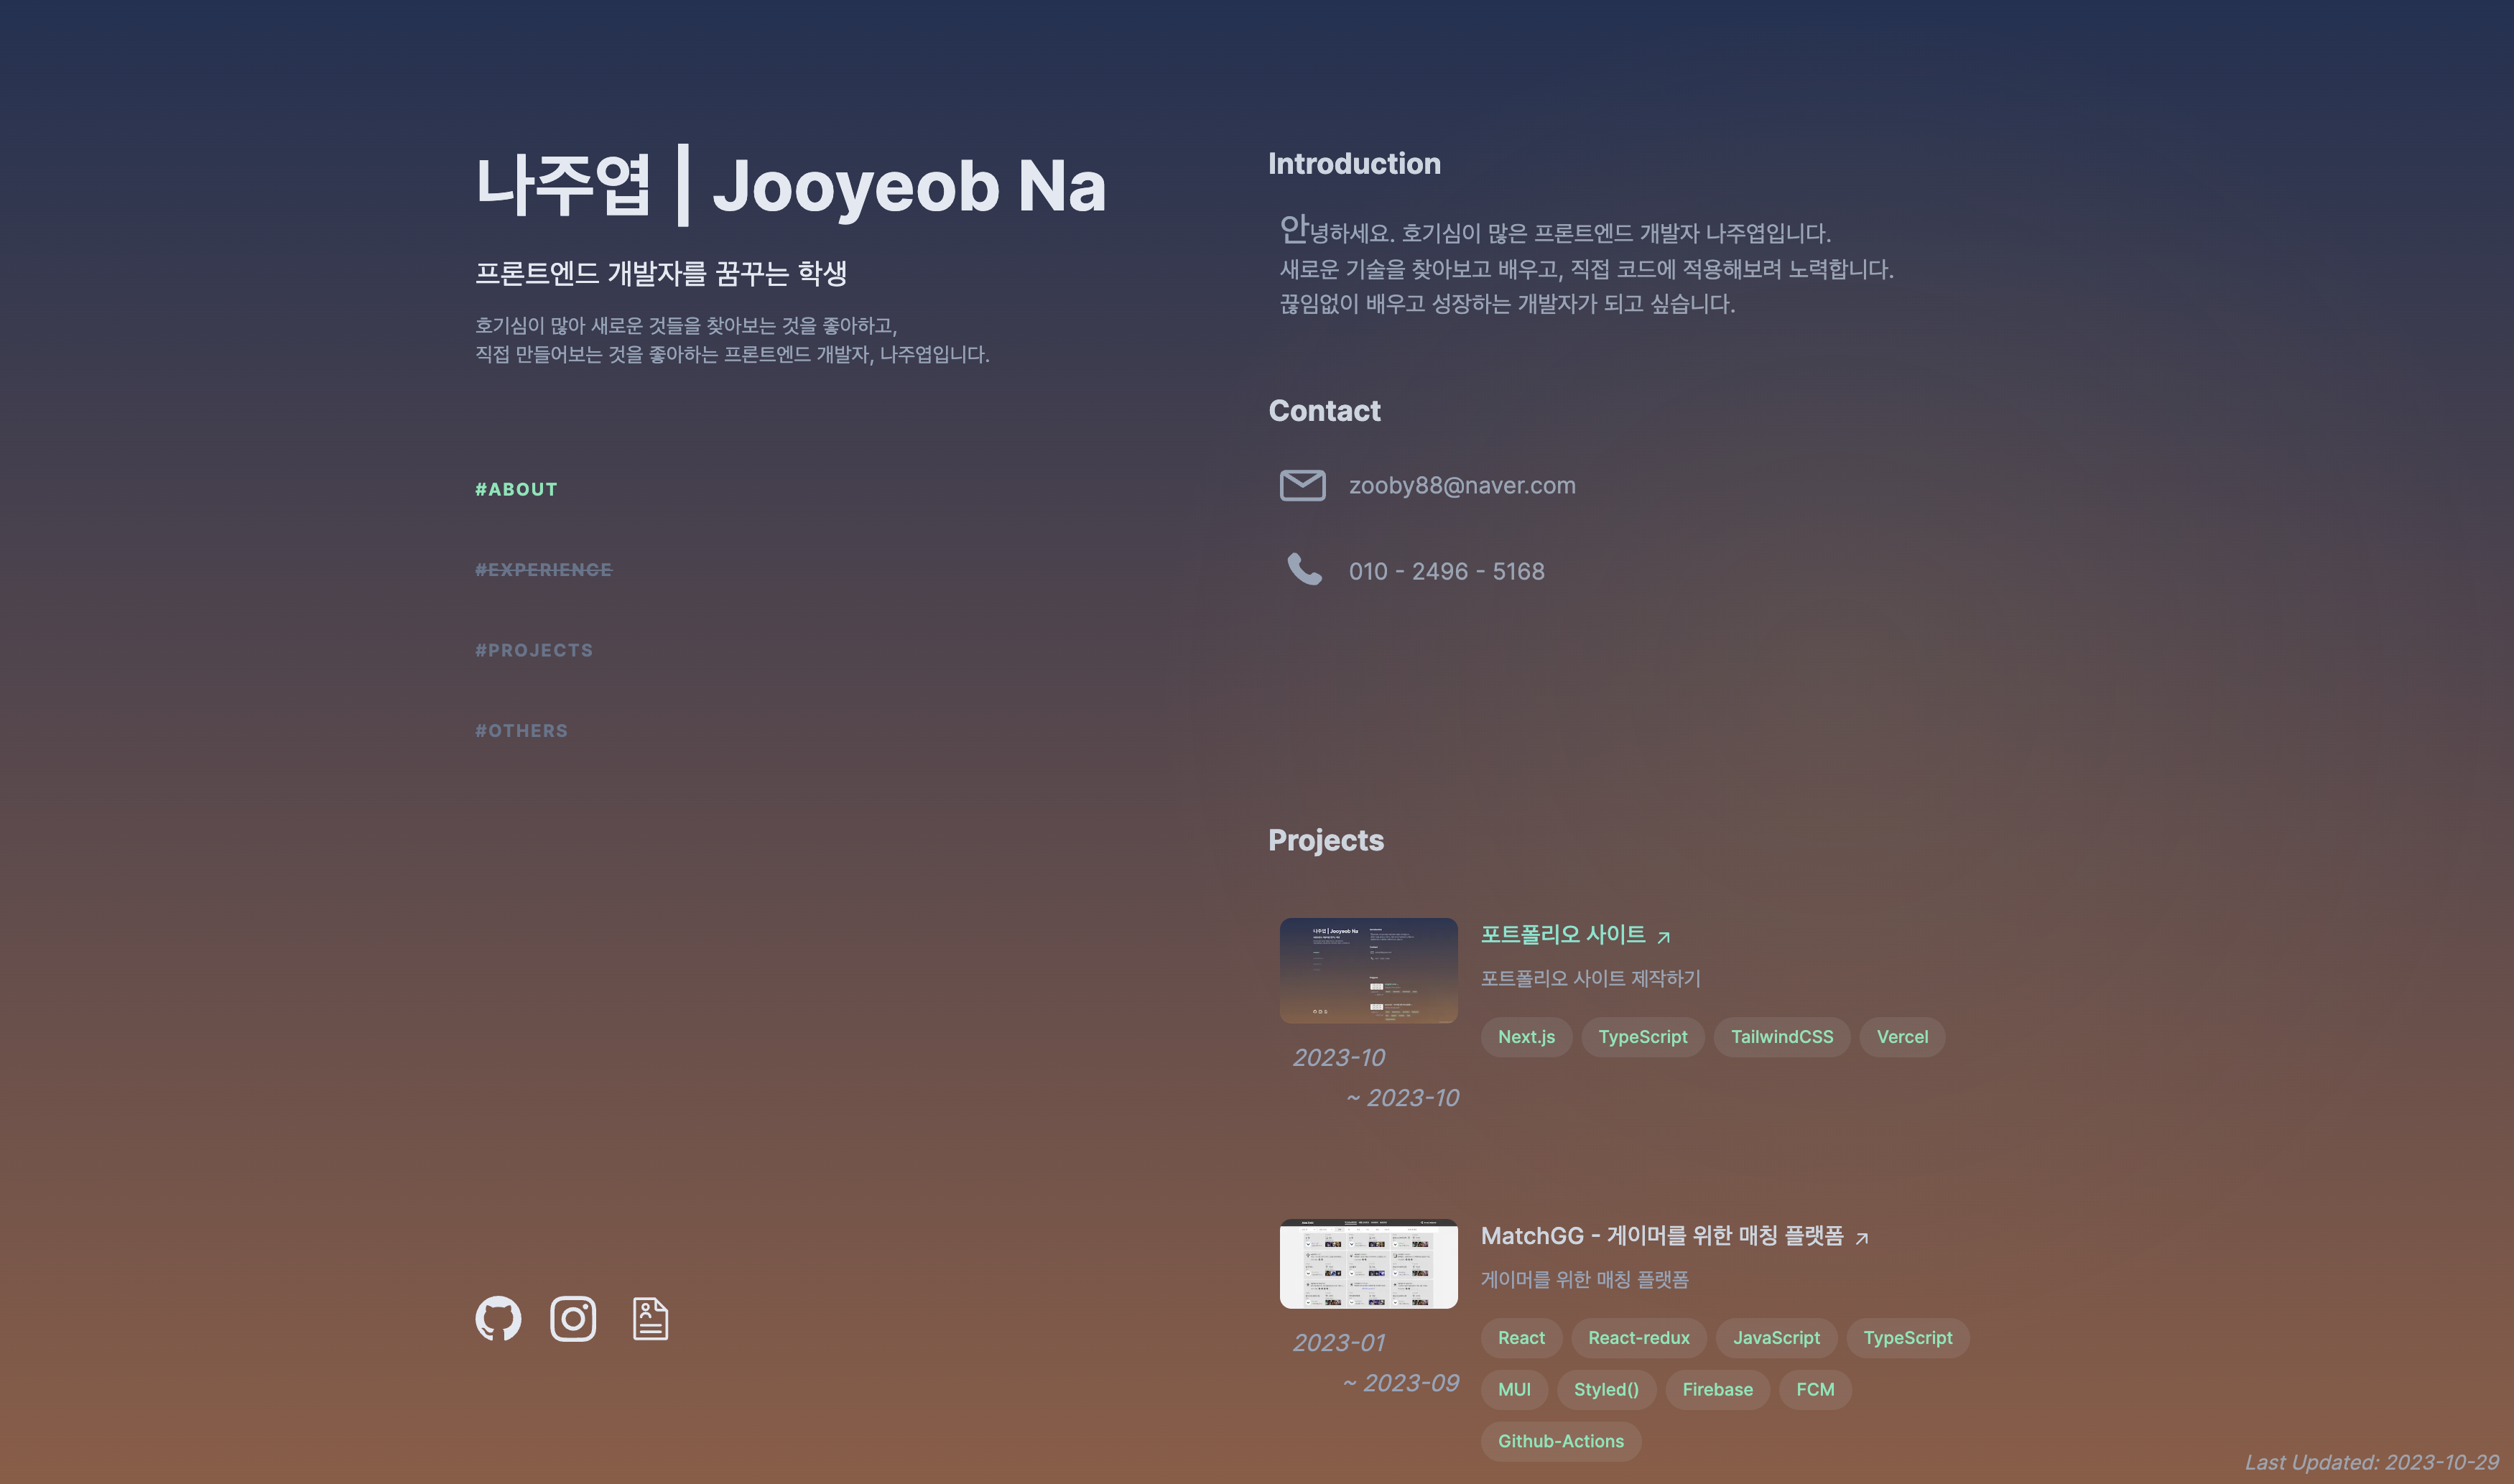 나주엽 | Jooyeob Na
프론트엔드 개발자를 꿈꾸는 학생
호기심이 많아 새로운 것들을 찾아보는 것을 좋아하고,
직접 만들어보는 것을 좋아하는 프론트엔드 개발자, 나주엽입니다.
#ABOUT
#EXPERIENCE
#PROJECTS
#OTHERS
Introduction
안녕하세요. 호기심이 많은 프론트엔드 개발자 나주엽입니다.
새로운 기술을 찾아보고 배우고, 직접 코드에 적용해보려 노력합니다.
끊임없이 배우고 성장하는 개발자가 되고 싶습니다.
Contact
zooby88@naver.com
010 - 2496 - 5168
Projects
나주엽 | Jooyeob Na
포트폴리오 사이트
포트폴리오 사이트 제작하기
Next.js TypeScript TailwindCSS Vercel
2023-10
~ 2023-10
MatchGG - 게이머를 위한 매칭 플랫폼
게이머를 위한 매칭 플랫폼
React React-redux JavaScript TypeScript
MUI Styled() Firebase FCM
Github-Actions
2023-01
~ 2023-09
Last Updated: 2023-10-29